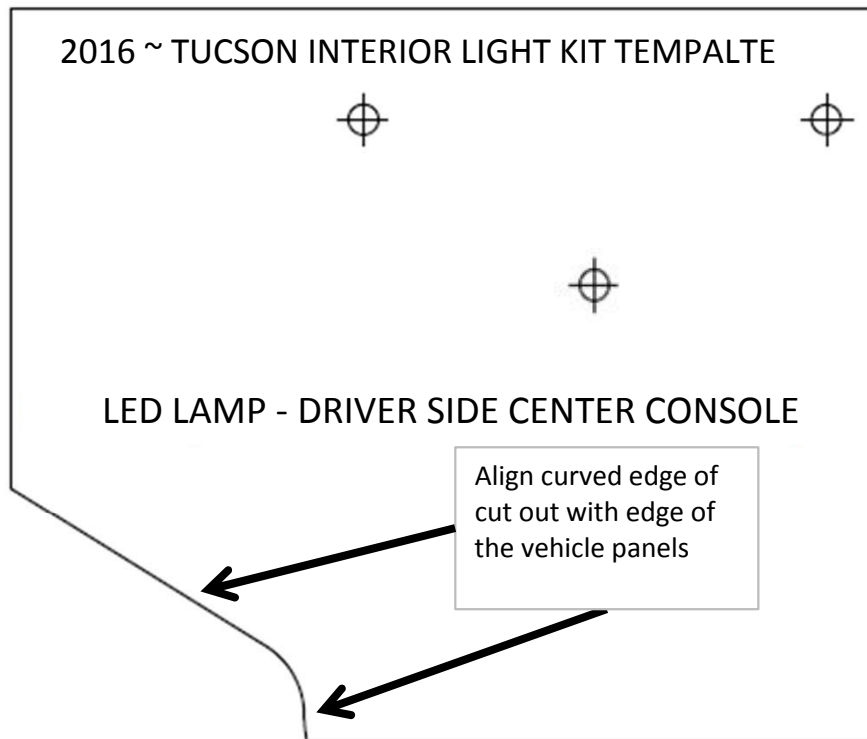 2016 ~ TUCSON INTERIOR LIGHT KIT TEMPALTE
LED LAMP - DRIVER SIDE CENTER CONSOLE
Align curved edge of
cut out with edge of
the vehicle panels